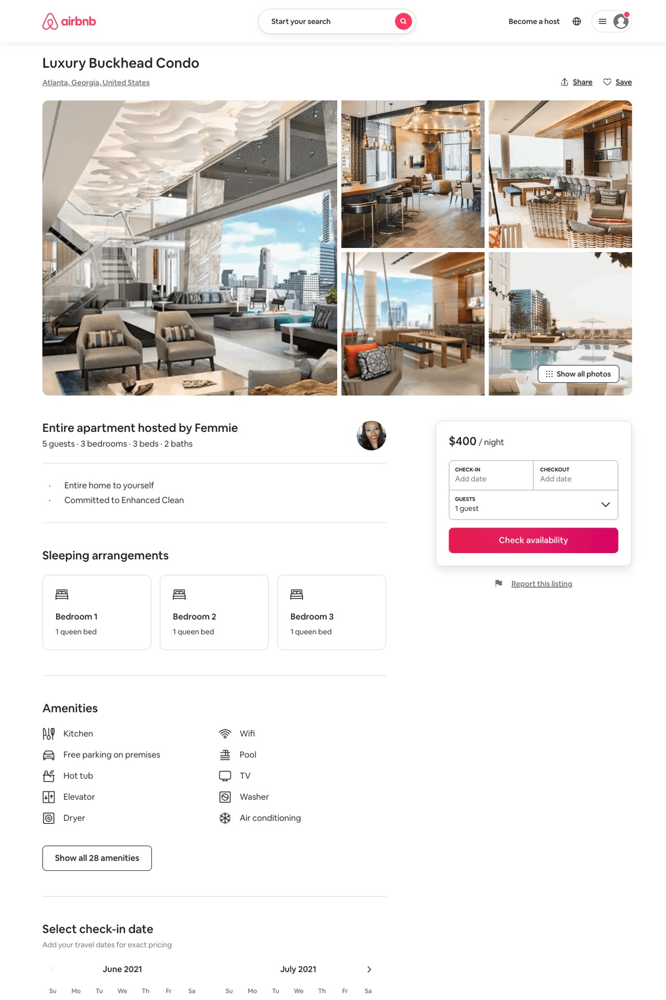 airbnb
Start your search
Become a host
Luxury Buckhead Condo
Atlanta, Georgia, United States
Share
Save
Show all photos
Entire apartment hosted by Femmie
5 guests · 3 bedrooms · 3 beds · 2 baths
· Entire home to yourself
· Committed to Enhanced Clean
$400 / night
CHECK-IN
Add date
CHECKOUT
Add date
GUESTS
1 guest
Check availability
Report this listing
Sleeping arrangements
Bedroom 1
1 queen bed
Bedroom 2
1 queen bed
Bedroom 3
1 queen bed
Amenities
Kitchen
Wifi
Free parking on premises
Pool
Hot tub
TV
Elevator
Washer
Dryer
Air conditioning
Show all 28 amenities
Select check-in date
Add your travel dates for exact pricing
June 2021
July 2021
Su Mo Tu We Th Fr Sa
Su Mo Tu We Th Fr Sa